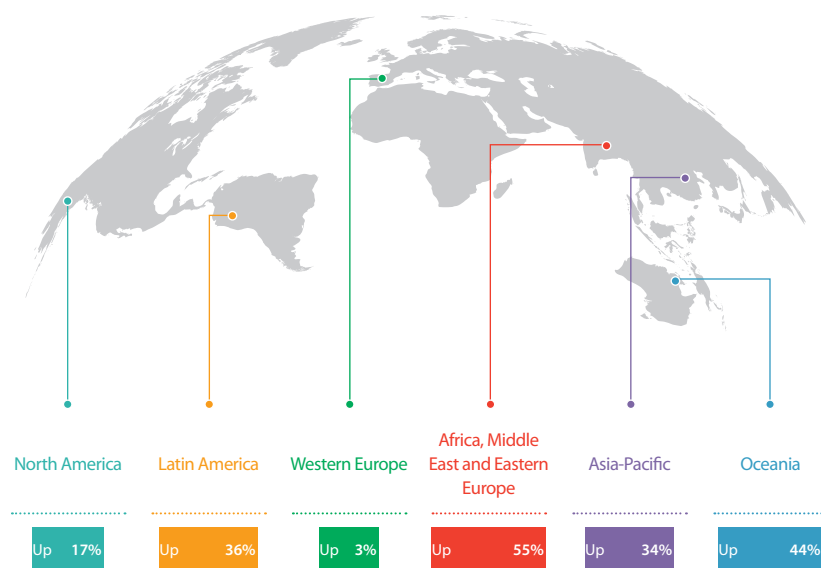 North America
Latin America
Western Europe
Africa, Middle
East and Eastern
Europe
Asia-Pacific
Oceania
Up 17%
Up 36%
Up 3%
Up 55%
Up 34%
Up 44%